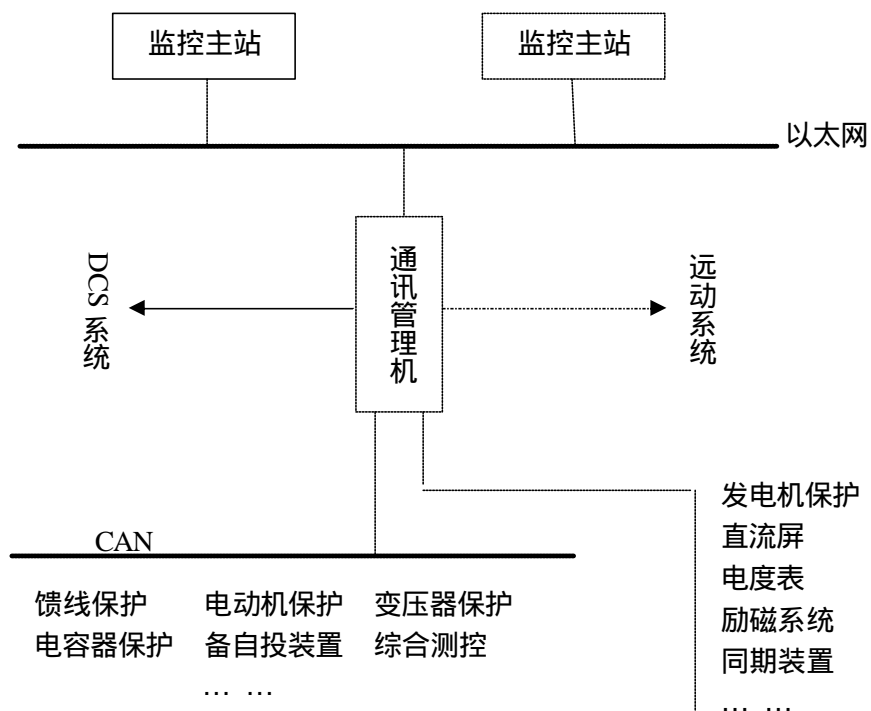 监控主站
监控主站
以太网
DCS 系统
通讯管理机
远动系统
CAN
馈线保护 电动机保护 变压器保护
电容器保护 备自投装置 综合测控
… …
发电机保护
直流屏
电度表
励磁系统
同期装置
… …